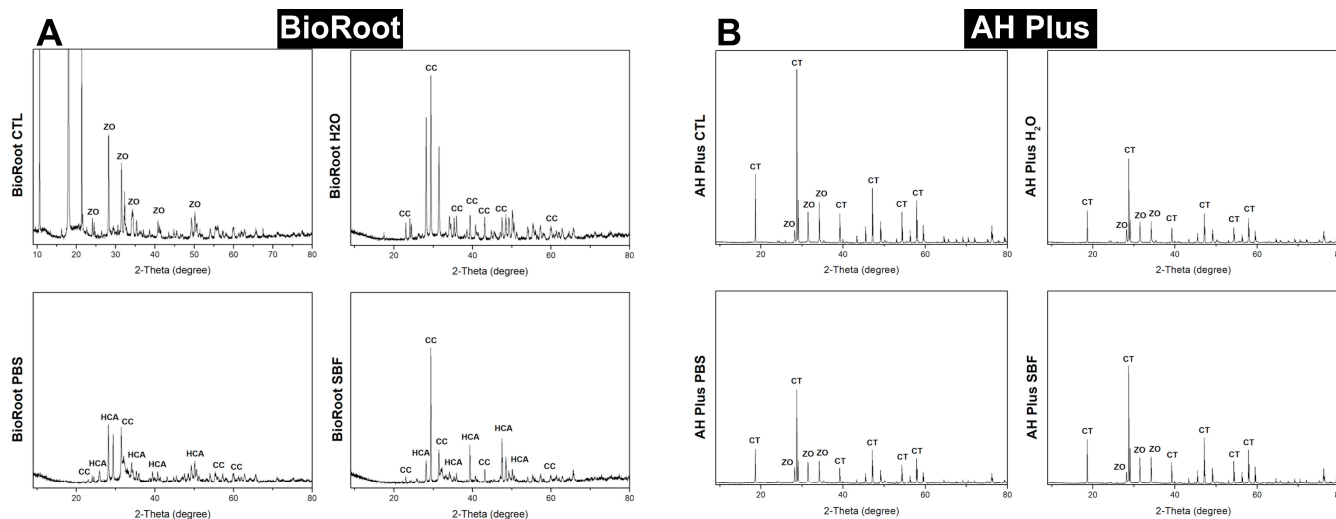 A
BioRoot
B
AH Plus
BioRoot CTL
ZO
ZO
ZO
ZO
ZO
ZO
10 20 30 40 50 60 70 80
2-Theta (degree)
BioRoot H2O
CC
CC
CC
CC
CC
CC
CC
20 40 60 80
2-Theta (degree)
AH Plus CTL
CT
CT
ZO
ZO
ZO
CT
CT
CT
CT
20 40 60 80
2-Theta (degree)
AH Plus H₂O
CT
CT
ZO
ZO
ZO
CT
CT
CT
CT
20 40 60 80
2-Theta (degree)
BioRoot PBS
CC
HCA
HCA
CC
HCA
HCA
HCA
CC
CC
10 20 30 40 50 60 70 80
2-Theta (degree)
BioRoot SBF
CC
HCA
CC
CC
HCA
HCA
CC
HCA
HCA
CC
20 40 60 80
2-Theta (degree)
AH Plus PBS
CT
ZO
CT
ZO
ZO
CT
CT
CT
CT
20 40 60 80
2-Theta (degree)
AH Plus SBF
CT
ZO
CT
ZO
ZO
CT
CT
CT
CT
20 40 60 80
2-Theta (degree)